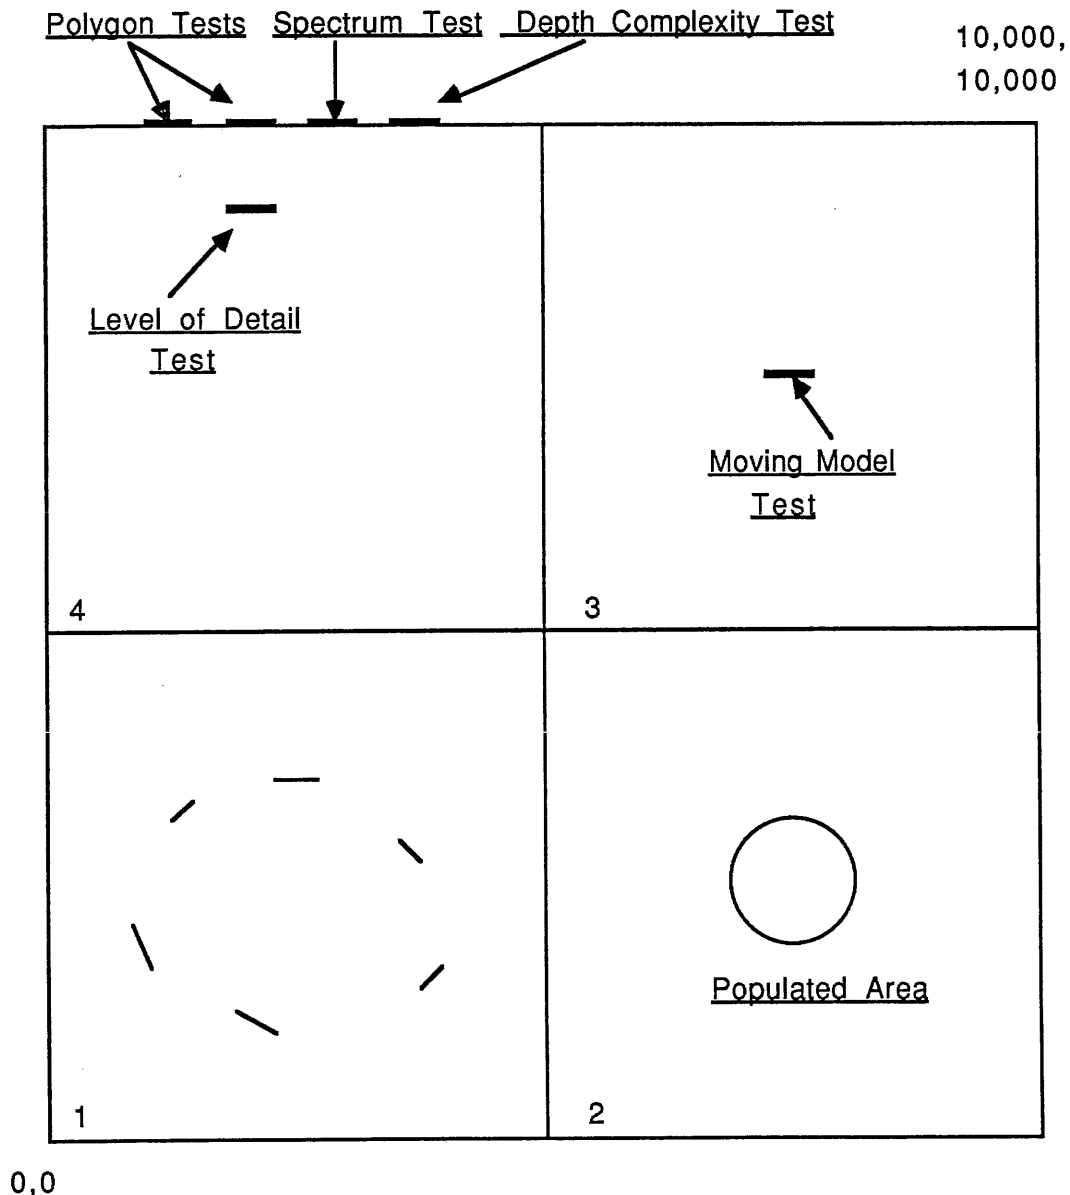 Polygon Tests Spectrum Test Depth Complexity Test
10,000,
10,000
Level of Detail
Test
Moving Model
Test
4
3
Populated Area
1
2
0,0